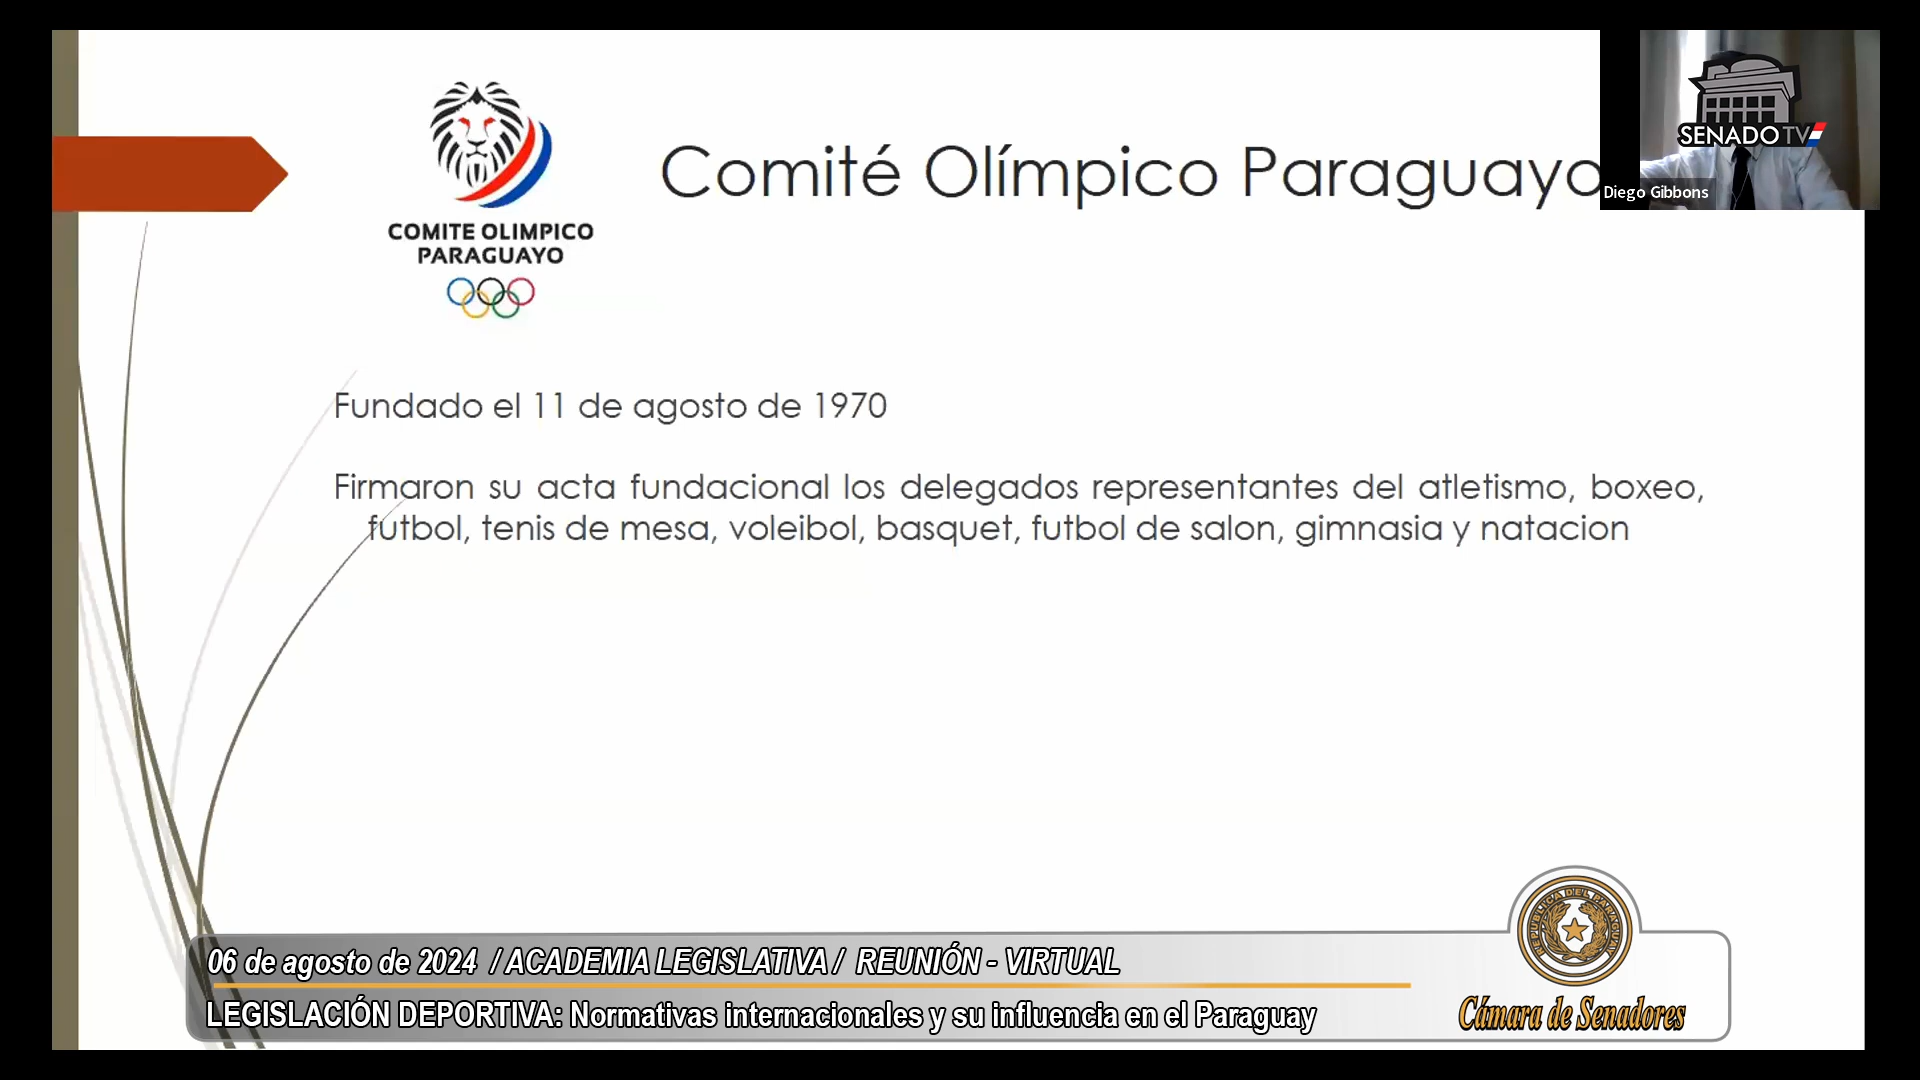 COMITE OLIMPICO
PARAGUAYO
Comité Olímpico Paraguayo
SENADO TV
Diego Gibbons
Fundado el 11 de agosto de 1970
Firmaron su acta fundacional los delegados representantes del atletismo, boxeo,
futbol, tenis de mesa, voleibol, basquet, futbol de salon, gimnasia y natacion
REPUBLICA DEL PARAGUAY
06 de agosto de 2024 / ACADEMIA LEGISLATIVA / REUNIÓN - VIRTUAL
LEGISLACIÓN DEPORTIVA: Normativas internacionales y su influencia en el Paraguay
Cámara de Senadores